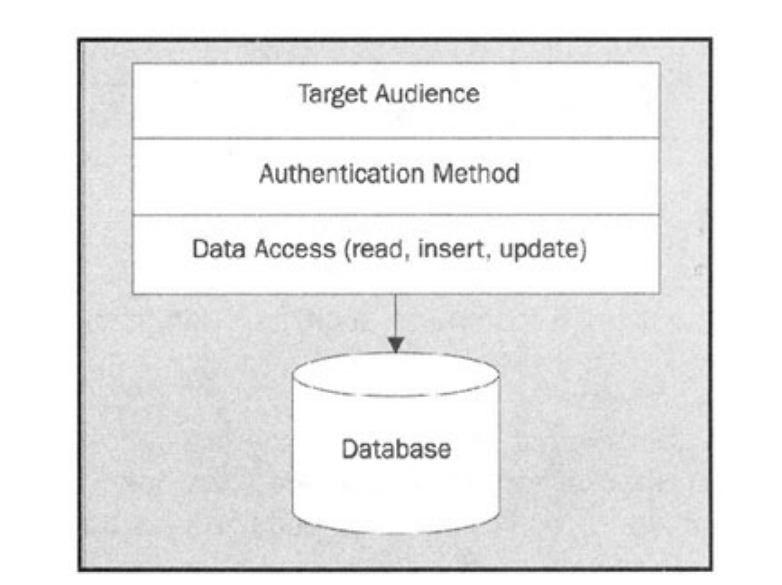 Target Audience
Authentication Method
Data Access (read, insert, update)
Database